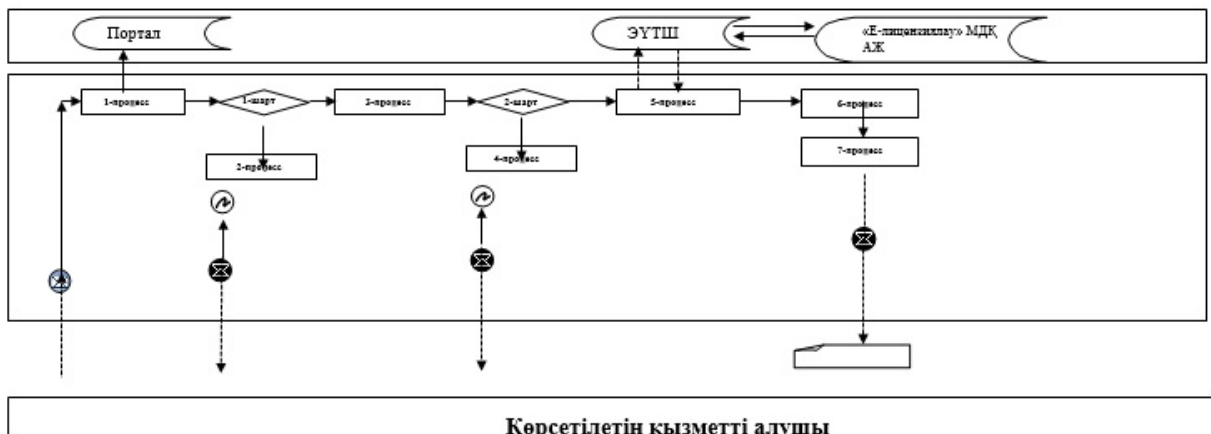 Портал
ЭҮТШ
«Е-лицензиллау» МДҚ
АЖ
1-процесс
1-шарт
3-процесс
2-шарт
5-процесс
6-процесс
2-процесс
4-процесс
7-процесс
Көрсетілетін қызметті алушы